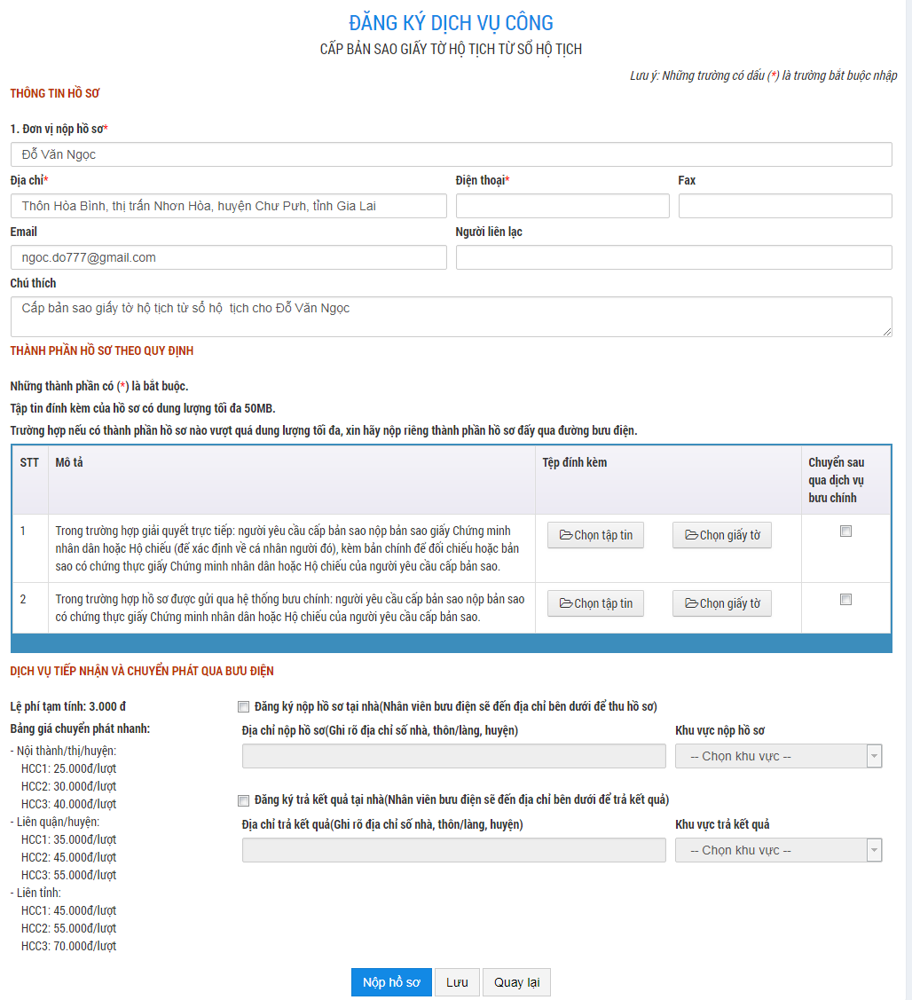 ĐĂNG KÝ DỊCH VỤ CÔNG
CẤP BẢN SAO GIẤY TỜ HỘ TỊCH TỪ SỔ HỘ TỊCH
Lưu ý: Những trường có dấu (*) là trường bắt buộc nhập
THÔNG TIN HỒ SƠ
1. Đơn vị nộp hồ sơ*
Đỗ Văn Ngọc
Địa chỉ* Điện thoại* Fax
Thôn Hòa Bình, thị trấn Nhơn Hòa, huyện Chư Pưh, tỉnh Gia Lai
Email Người liên lạc
ngoc.do777@gmail.com
Chú thích
Cấp bản sao giấy tờ hộ tịch từ sổ hộ  tịch cho Đỗ Văn Ngọc
THÀNH PHẦN HỒ SƠ THEO QUY ĐỊNH
Những thành phần có (*) là bắt buộc.
Tập tin đính kèm của hồ sơ có dung lượng tối đa 50MB.
Trường hợp nếu có thành phần hồ sơ nào vượt quá dung lượng tối đa, xin hãy nộp riêng thành phần hồ sơ đấy qua đường bưu điện.
STT Mô tả Tệp đính kèm Chuyển sau
qua dịch vụ
bưu chính
1 Trong trường hợp giải quyết trực tiếp: người yêu cầu cấp bản sao nộp bản sao giấy Chứng minh
nhân dân hoặc Hộ chiếu (để xác định về cá nhân người đó), kèm bản chính để đối chiếu hoặc bản
sao có chứng thực giấy Chứng minh nhân dân hoặc Hộ chiếu của người yêu cầu cấp bản sao.
Chọn tập tin Chọn giấy tờ
2 Trong trường hợp hồ sơ được gửi qua hệ thống bưu chính: người yêu cầu cấp bản sao nộp bản sao
có chứng thực giấy Chứng minh nhân dân hoặc Hộ chiếu của người yêu cầu cấp bản sao.
Chọn tập tin Chọn giấy tờ
DỊCH VỤ TIẾP NHẬN VÀ CHUYỂN PHÁT QUA BƯU ĐIỆN
Lệ phí tạm tính: 3.000 đ
Bảng giá chuyển phát nhanh:
- Nội thành/thị/huyện:
HCC1: 25.000đ/lượt
HCC2: 30.000đ/lượt
HCC3: 40.000đ/lượt
- Liên quận/huyện:
HCC1: 35.000đ/lượt
HCC2: 45.000đ/lượt
HCC3: 55.000đ/lượt
- Liên tỉnh:
HCC1: 45.000đ/lượt
HCC2: 55.000đ/lượt
HCC3: 70.000đ/lượt
Đăng ký nộp hồ sơ tại nhà(Nhân viên bưu điện sẽ đến địa chỉ bên dưới để thu hồ sơ)
Địa chỉ nộp hồ sơ(Ghi rõ địa chỉ số nhà, thôn/làng, huyện) Khu vực nộp hồ sơ
-- Chọn khu vực --
Đăng ký trả kết quả tại nhà(Nhân viên bưu điện sẽ đến địa chỉ bên dưới để trả kết quả)
Địa chỉ trả kết quả(Ghi rõ địa chỉ số nhà, thôn/làng, huyện) Khu vực trả kết quả
-- Chọn khu vực --
Nộp hồ sơ Lưu Quay lại